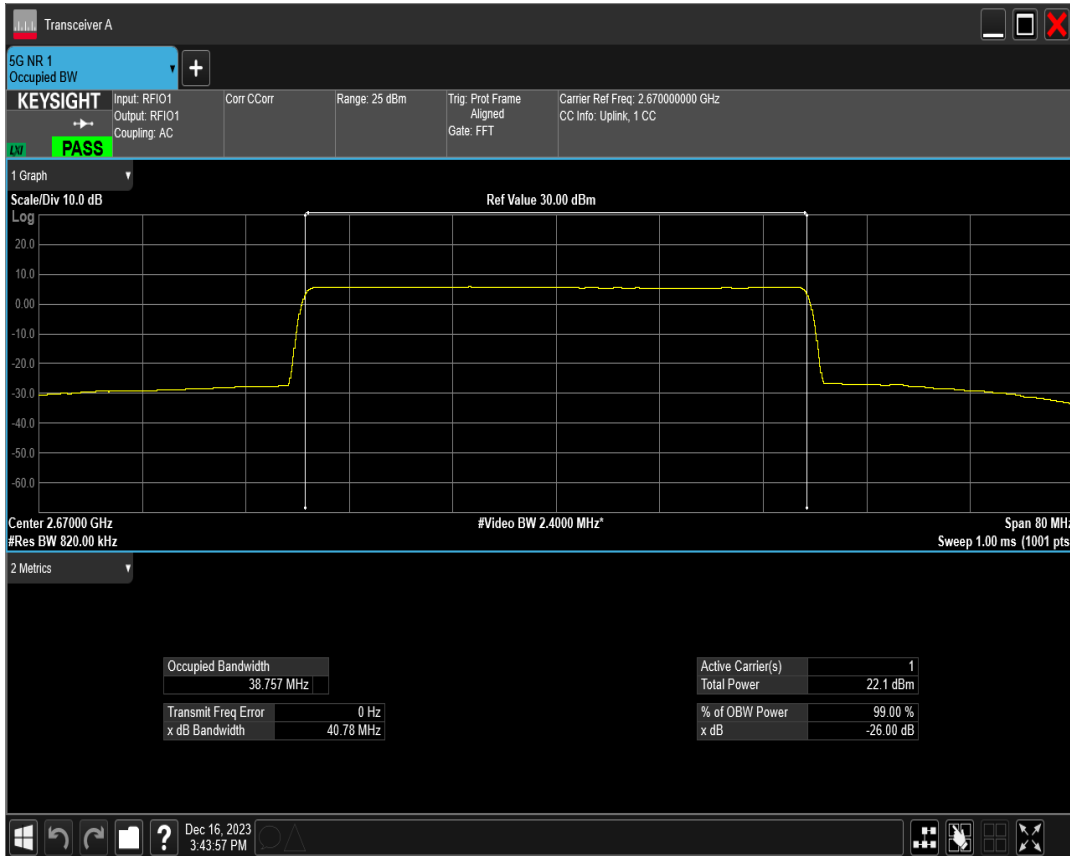 Transceiver A
5G NR 1
Occupied BW
+
KEYSIGHT
LXI
PASS
Input: RFIO1
Output: RFIO1
Coupling: AC
Corr CCorr
Range: 25 dBm
Trig: Prot Frame
Aligned
Gate: FFT
Carrier Ref Freq: 2.670000000 GHz
CC Info: Uplink, 1 CC
1 Graph
Scale/Div 10.0 dB
Ref Value 30.00 dBm
Log
20.0
10.0
0.00
-10.0
-20.0
-30.0
-40.0
-50.0
-60.0
Center 2.67000 GHz
#Video BW 2.4000 MHz*
Span 80 MHz
#Res BW 820.00 kHz
Sweep 1.00 ms (1001 pts
2 Metrics
Occupied Bandwidth
38.757 MHz
Transmit Freq Error 0 Hz
x dB Bandwidth 40.78 MHz
Active Carrier(s) 1
Total Power 22.1 dBm
% of OBW Power 99.00 %
x dB -26.00 dB
?
Dec 16, 2023
3:43:57 PM